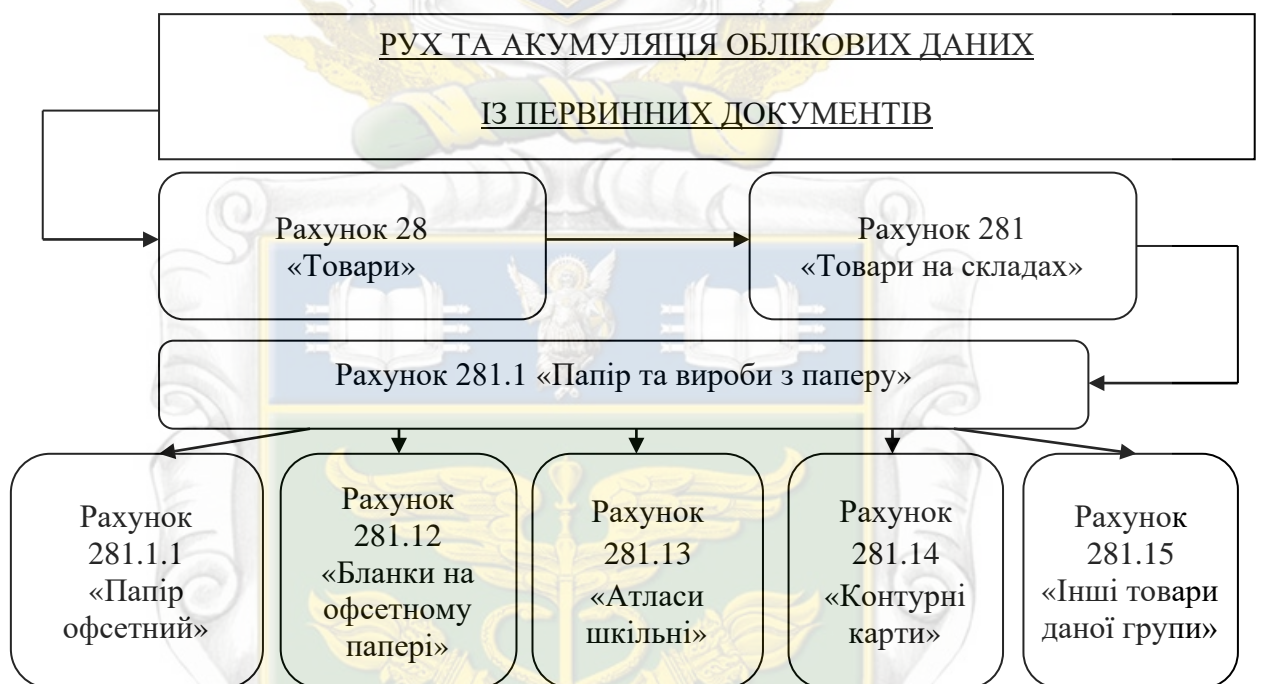 РУХ ТА АКУМУЛЯЦІЯ ОБЛІКОВИХ ДАНИХ
ІЗ ПЕРВИННИХ ДОКУМЕНТІВ
Рахунок 28
«Товари»
Рахунок 281
«Товари на складах»
Рахунок 281.1 «Папір та вироби з паперу»
Рахунок
281.1.1
«Папір
офсетний»
Рахунок
281.12
«Бланки на
офсетному
папері»
Рахунок
281.13
«Атласи
шкільні»
Рахунок
281.14
«Контурні
карти»
Рахунок
281.15
«Інші товари
даної групи»